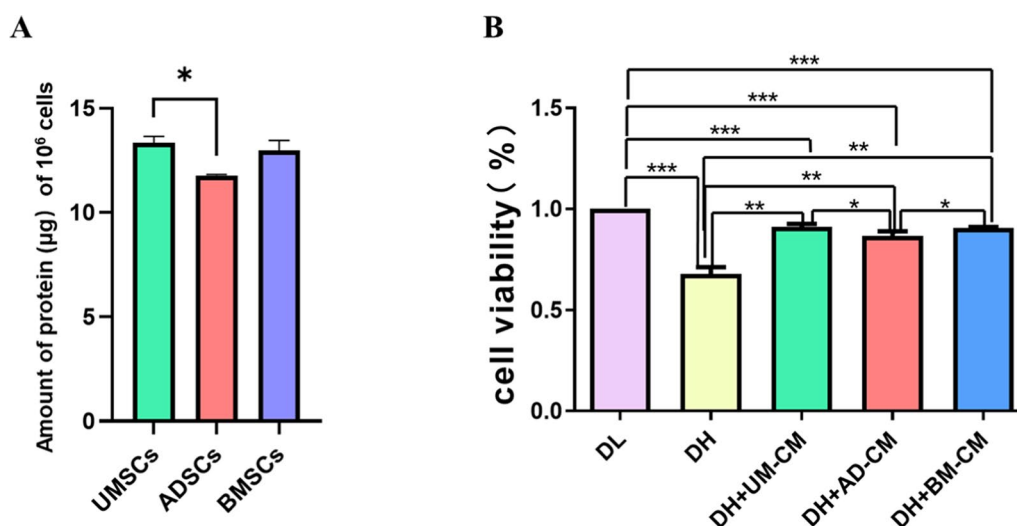 A
Amount of protein (μg) of 10⁶ cells
15
10
5
0
*
UMSCs
ADSCs
BMSCs
B
cell viability( % )
1.5
1.0
0.5
0.0
***
***
***
**
***
**
**
*
*
DL
DH
DH+UM-CM
DH+AD-CM
DH+BM-CM